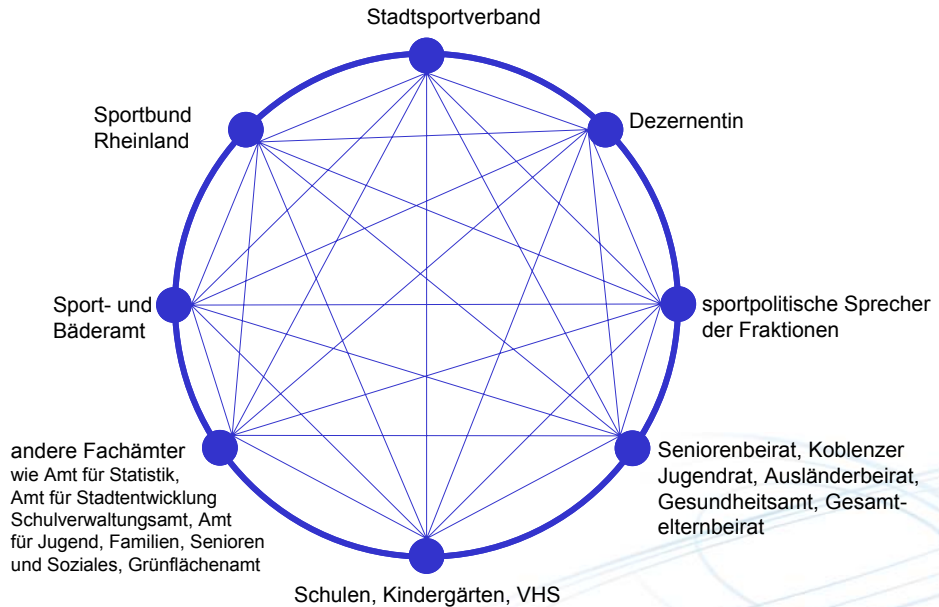 Stadtsportverband
Sportbund
Rheinland
Dezernentin
Sport- und
Bäderamt
sportpolitische Sprecher
der Fraktionen
andere Fachämter
wie Amt für Statistik,
Amt für Stadtentwicklung
Schulverwaltungsamt, Amt
für Jugend, Familien, Senioren
und Soziales, Grünflächenamt
Seniorenbeirat, Koblenzer
Jugendrat, Ausländerbeirat,
Gesundheitsamt, Gesamt-
elternbeirat
Schulen, Kindergärten, VHS